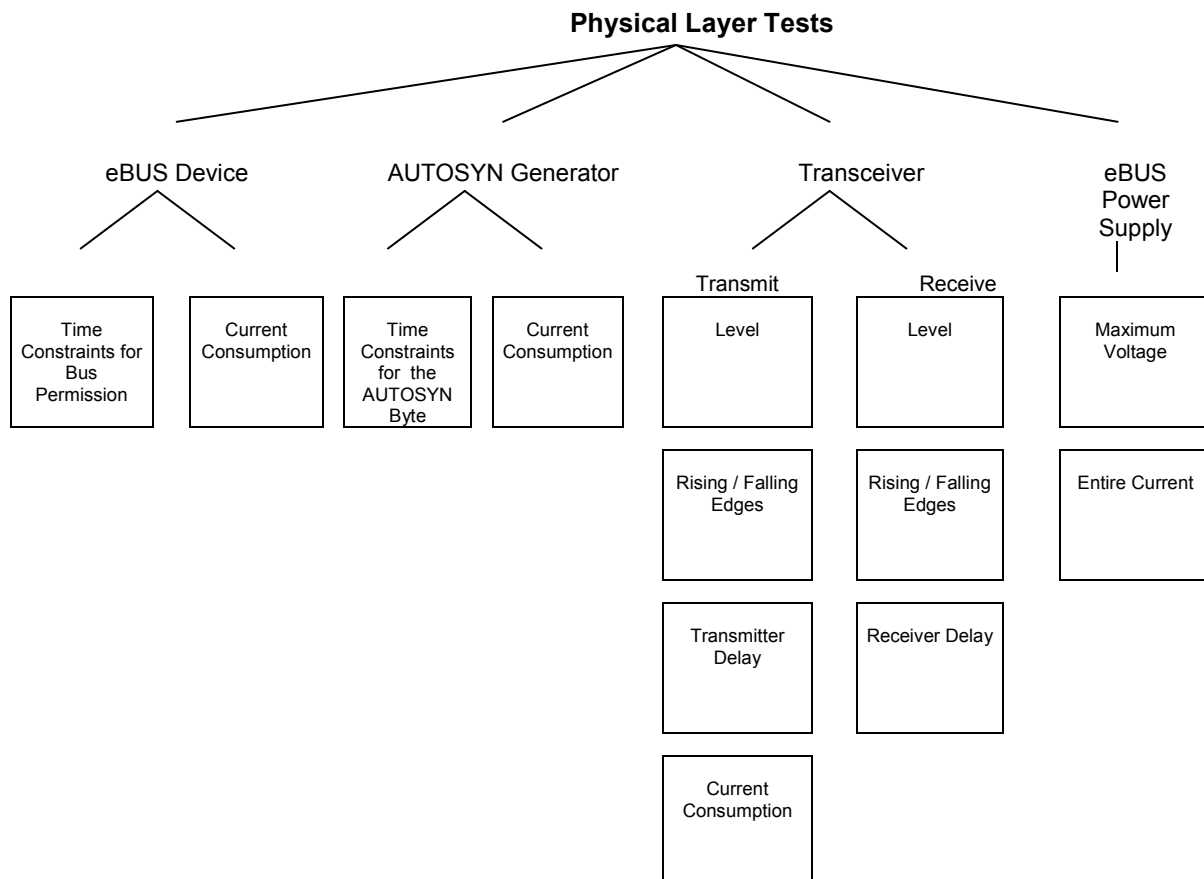 Physical Layer Tests
eBUS Device
AUTOSYN Generator
Transceiver
eBUS
Power
Supply
Transmit
Receive
Time
Constraints for
Bus
Permission
Current
Consumption
Time
Constraints
for the
AUTOSYN
Byte
Current
Consumption
Level
Level
Maximum
Voltage
Rising / Falling
Edges
Rising / Falling
Edges
Entire Current
Transmitter
Delay
Receiver Delay
Current
Consumption